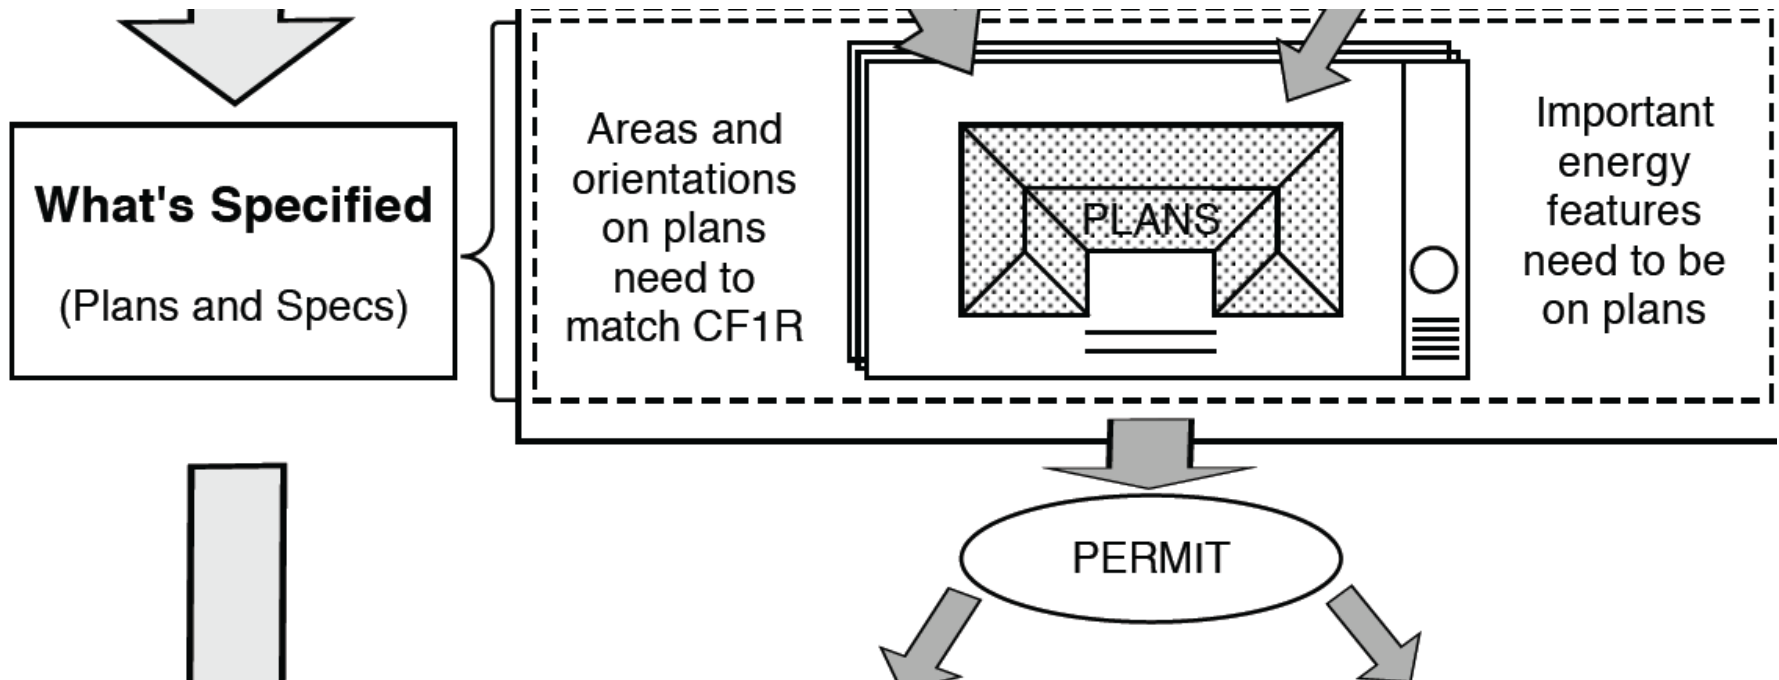 What's Specified
(Plans and Specs)
Areas and
orientations
on plans
need to
match CF1R
PLANS
Important
energy
features
need to be
on plans
PERMIT